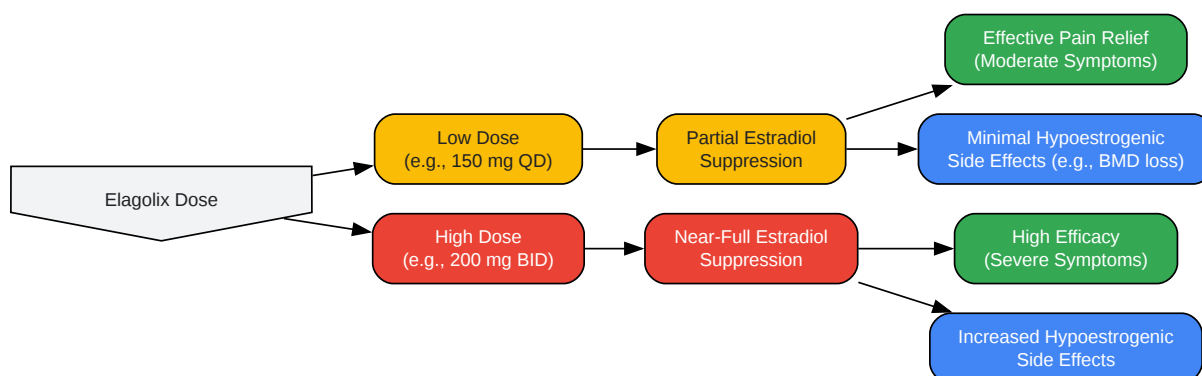 Elagolix Dose
Low Dose
(e.g., 150 mg QD)
Partial Estradiol
Suppression
Effective Pain Relief
(Moderate Symptoms)
Minimal Hypoestrogenic
Side Effects (e.g., BMD loss)
High Dose
(e.g., 200 mg BID)
Near-Full Estradiol
Suppression
High Efficacy
(Severe Symptoms)
Increased Hypoestrogenic
Side Effects